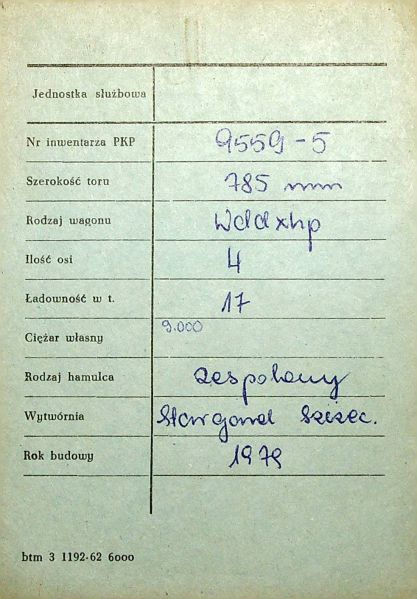 Jednostka służbowa
Nr inwentarza PKP 9559-5
Szerokość toru 785 mm
Rodzaj wagonu Wddxhp
Ilość osi 4
Ładowność w t. 17
Ciężar własny 9.000
Rodzaj hamulca zespolony
Wytwórnia Stargard Szczec.
Rok budowy 1979
btm 3 1192-62 6000